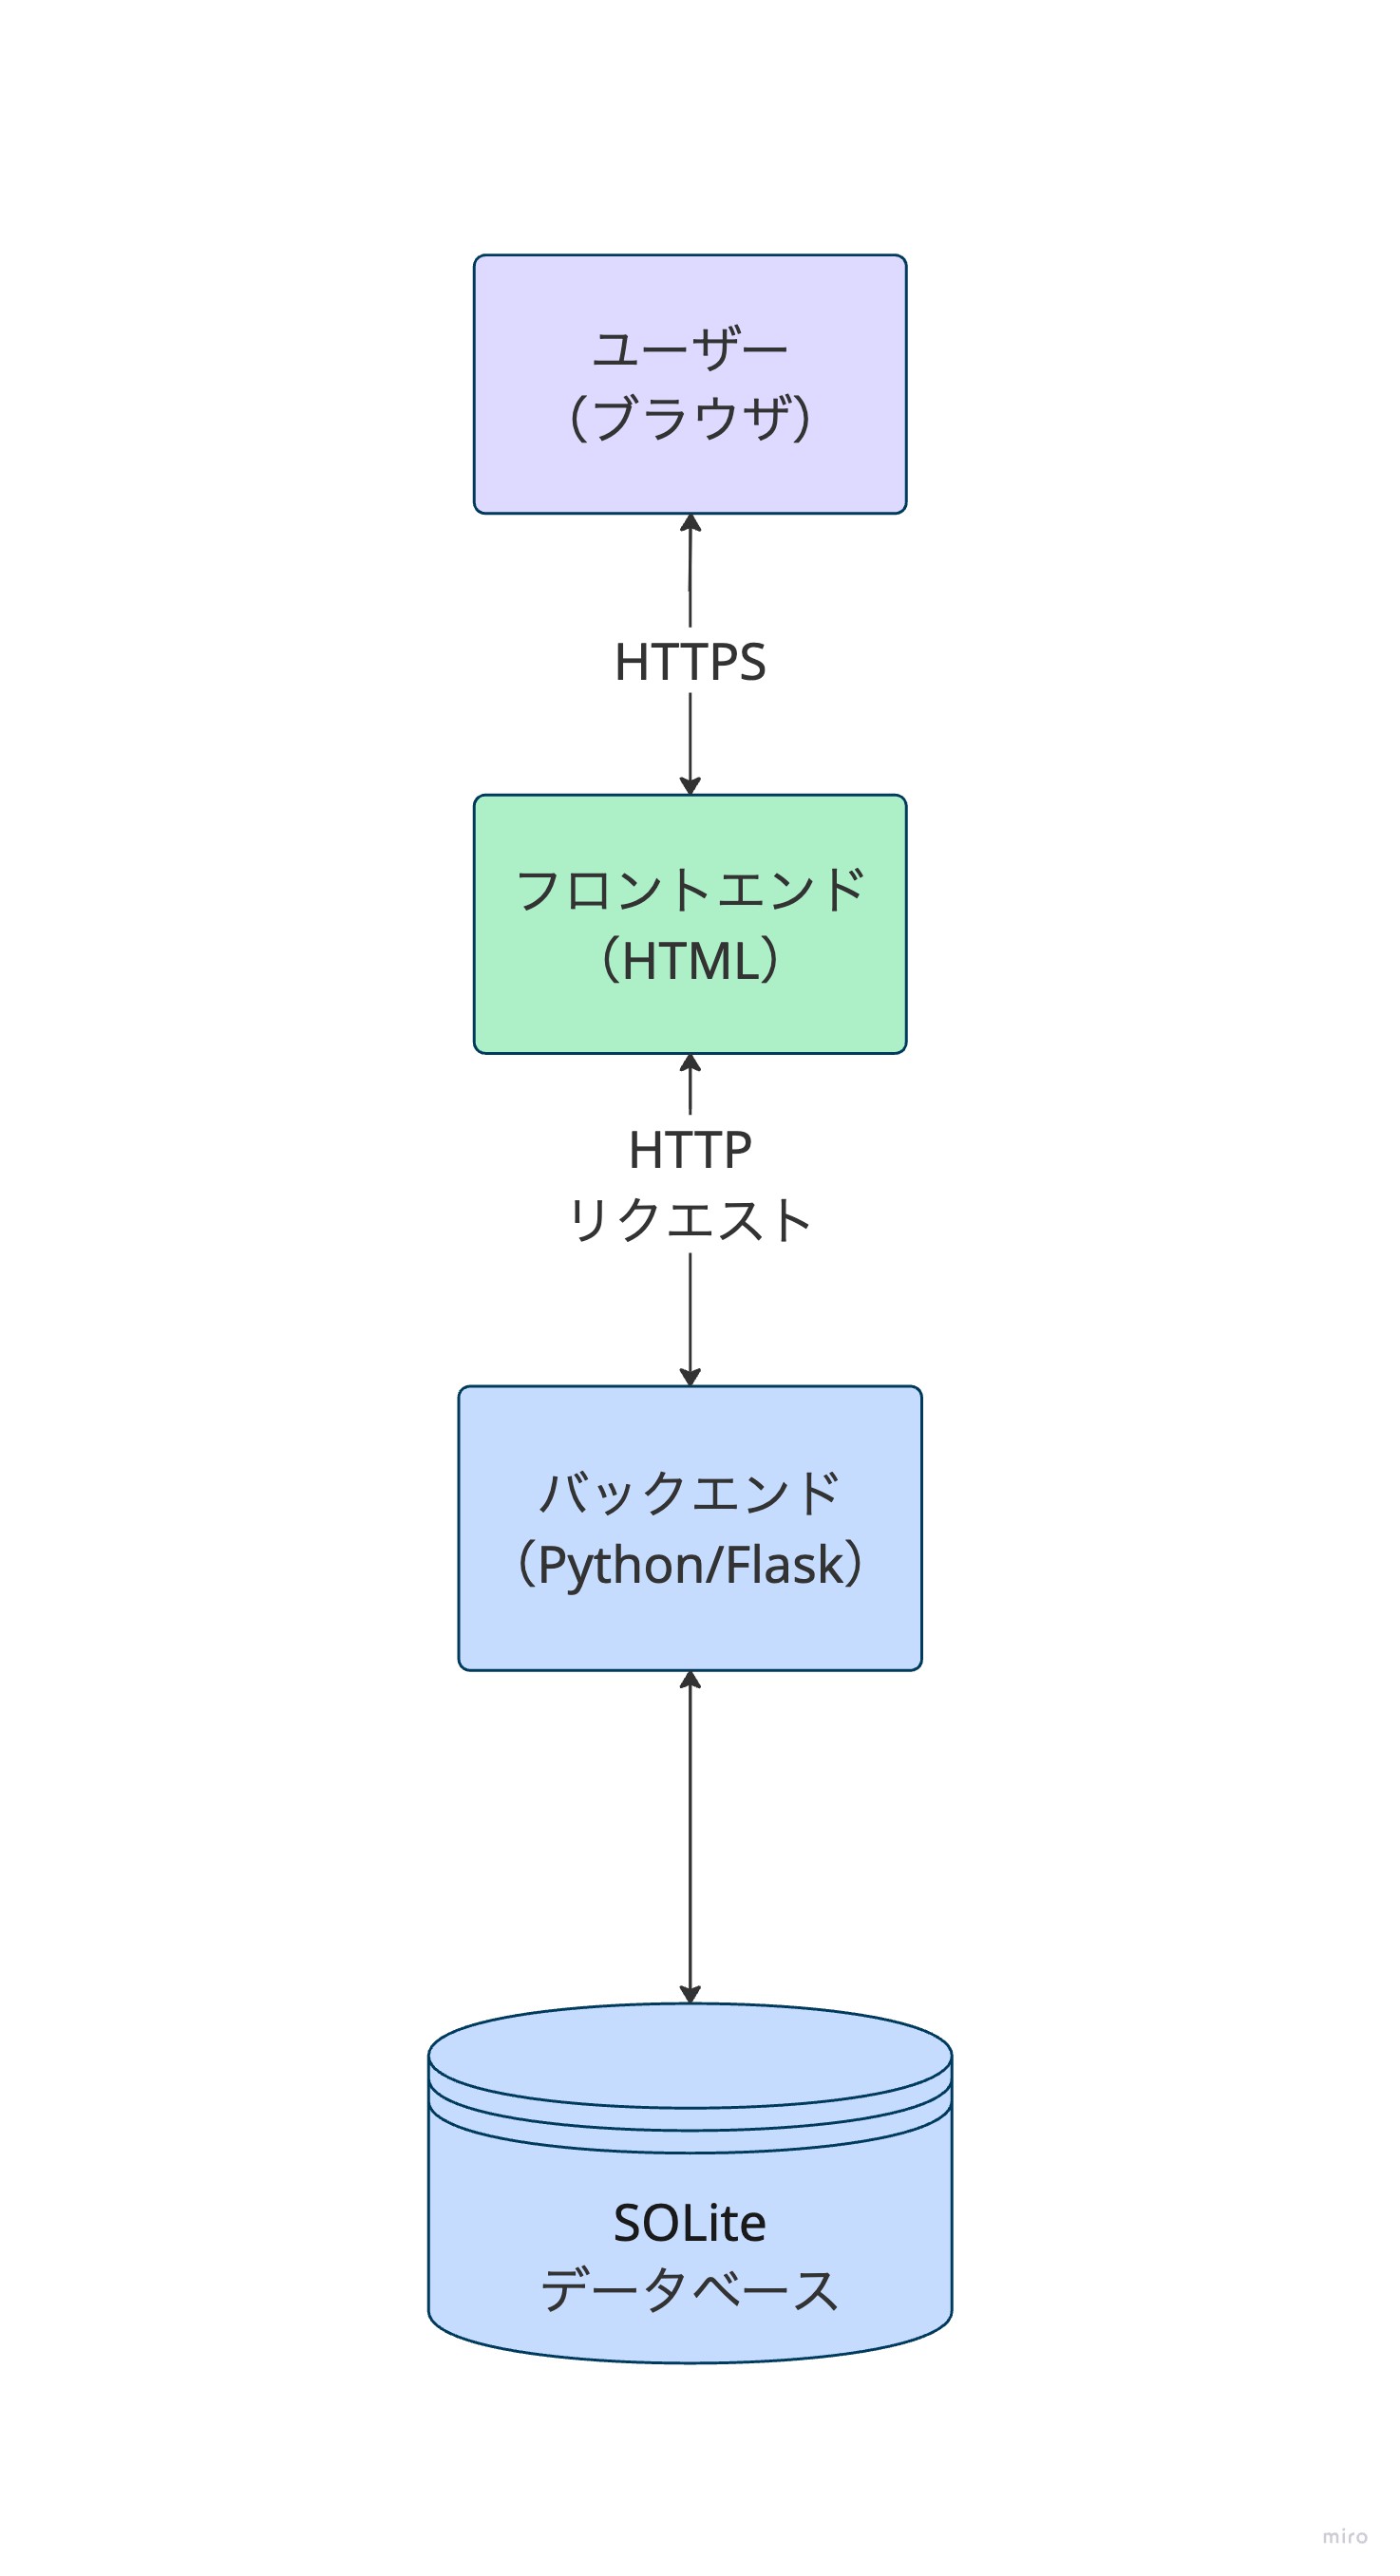 ユーザー
（ブラウザ）
HTTPS
フロントエンド
（HTML）
HTTP
リクエスト
バックエンド
（Python/Flask）
SOLite
データベース
miro